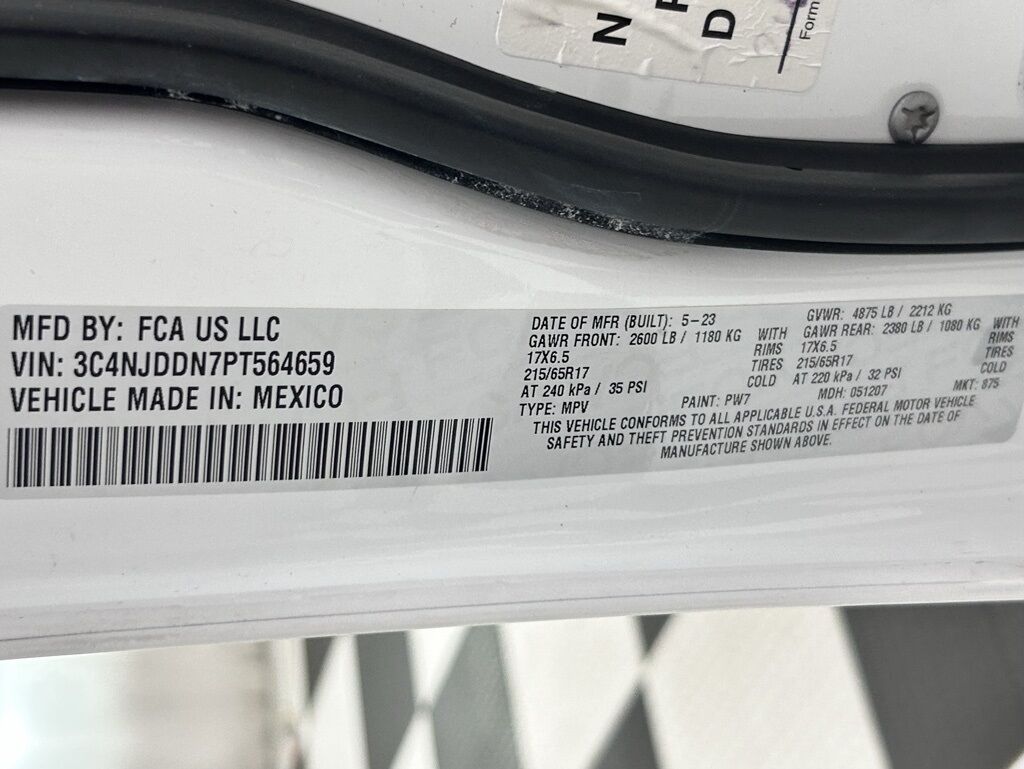 N
D
Form
MFD BY: FCA US LLC
VIN: 3C4NJDDN7PT564659
VEHICLE MADE IN: MEXICO
DATE OF MFR (BUILT): 5-23
GVWR: 4875 LB / 2212 KG
GAWR FRONT: 2600 LB / 1180 KG WITH
GAWR REAR: 2380 LB / 1080 KG WITH
17X6.5 RIMS
17X6.5 RIMS
215/65R17 TIRES
215/65R17 TIRES
AT 240 kPa / 35 PSI COLD
AT 220 kPa / 32 PSI COLD
TYPE: MPV PAINT: PW7 MDH: 051207 MKT: 875
THIS VEHICLE CONFORMS TO ALL APPLICABLE U.S.A. FEDERAL MOTOR VEHICLE
SAFETY AND THEFT PREVENTION STANDARDS IN EFFECT ON THE DATE OF
MANUFACTURE SHOWN ABOVE.